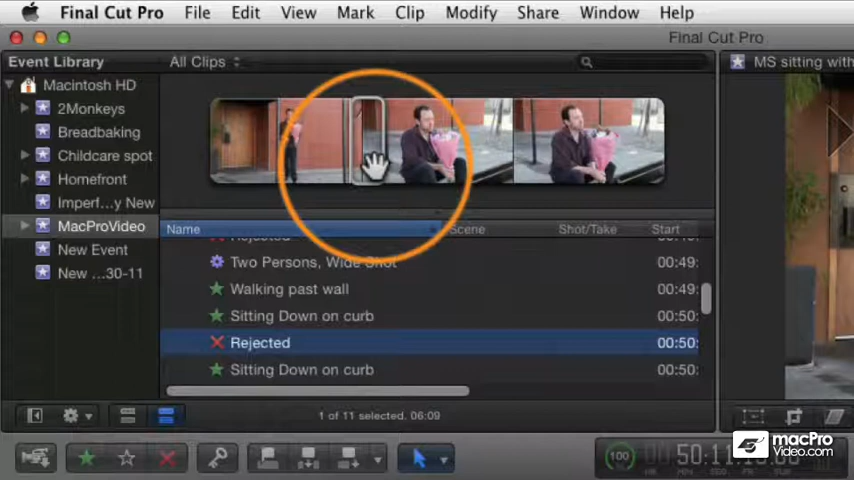 Final Cut Pro File Edit View Mark Clip Modify Share Window Help
Final Cut Pro
Event Library All Clips MS sitting with
Macintosh HD
2Monkeys
Breadbaking
Childcare spot
Homefront
Imperf...y New
MacProVideo
New Event
New ...30-11
Name Scene Shot/Take Start
Rejected
Two Persons, Wide Shot 00:49:
Walking past wall 00:49:
Sitting Down on curb 00:50:
Rejected 00:50:
Sitting Down on curb 00:50:
1 of 11 selected. 06:09
100
macPro
Video.com